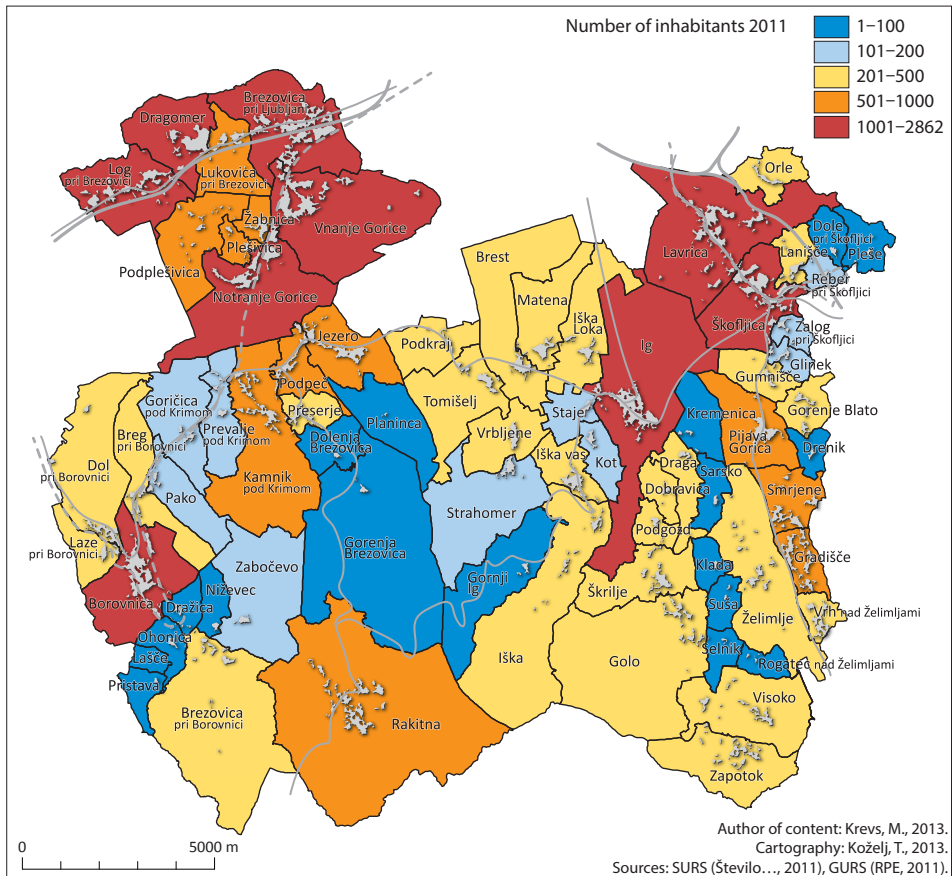 Number of inhabitants 2011
1–100
101–200
201–500
501–1000
1001–2862
Brezovica
pri Ljubljani
Dragomer
Log
pri Brezovici
Lukovica
pri Brezovici
Žabnica
Plešivica
Vnanje Gorice
Podplešivica
Notranje Gorice
Orle
Dole
pri Škofljici
Pleše
Lavrica
Lanišče
Reber
pri Škofljici
Brest
Matena
Iška
Loka
Ig
Škofljica
Zalog
pri Škofljici
Glinek
Gumnišče
Jezero
Podkraj
Podpeč
Goričica
pod Krimom
Preserje
Planinca
Tomišelj
Staje
Kremenica
Gorenje Blato
Prevalje
pod Krimom
Dolenja
Brezovica
Vrbljene
Pijava
Gorica
Drenik
Breg
pri Borovnici
Dol
pri Borovnici
Iška vas
Kot
Draga
Sarsko
Kamnik
pod Krimom
Pako
Dobravica
Smrjene
Strahomer
Podgozd
Laze
pri Borovnici
Gorenja
Brezovica
Gradišče
Zabočevo
Klada
Gornji
Ig
Niževec
Škrilje
Borovnica
Dražica
Suša
Želimlje
Vrh nad Želimljami
Ohonica
Lašče
Selnik
Iška
Golo
Rogatec nad Želimljami
Pristava
Visoko
Brezovica
pri Borovnici
Rakitna
Zapotok
Author of content: Krevs, M., 2013.
Cartography: Koželj, T., 2013.
Sources: SURS (Število…, 2011), GURS (RPE, 2011).
0
5000 m